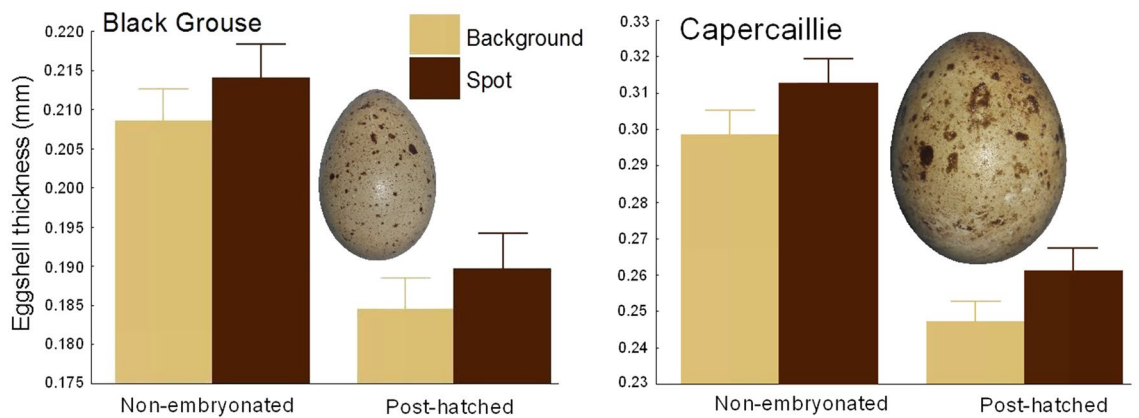 Black Grouse
Background
Spot
Eggshell thickness (mm)
0.220
0.215
0.210
0.205
0.200
0.195
0.190
0.185
0.180
0.175
Non-embryonated
Post-hatched
Capercaillie
0.33
0.32
0.31
0.30
0.29
0.28
0.27
0.26
0.25
0.24
0.23
Non-embryonated
Post-hatched